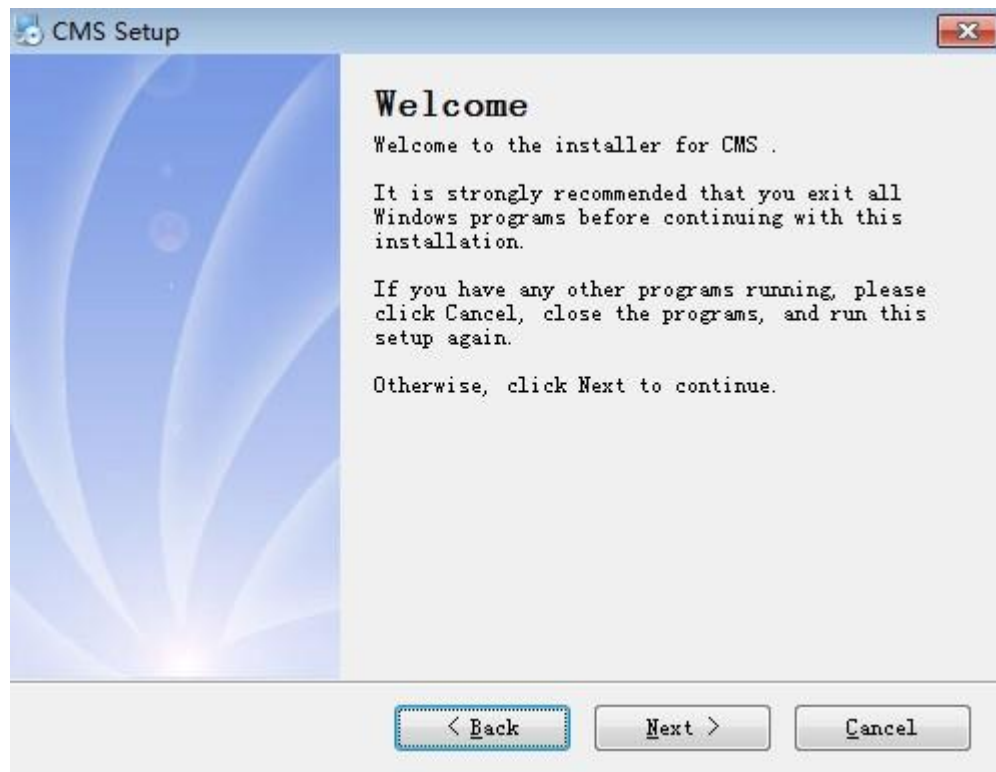 CMS Setup
Welcome
Welcome to the installer for CMS .
It is strongly recommended that you exit all
Windows programs before continuing with this
installation.
If you have any other programs running, please
click Cancel, close the programs, and run this
setup again.
Otherwise, click Next to continue.
< Back
Next >
Cancel